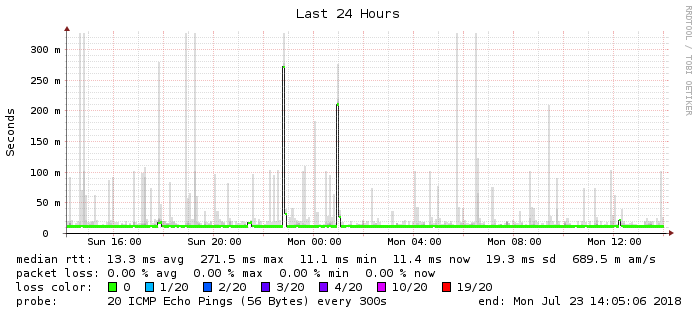 Last 24 Hours
RRDTOOL / TOBI OETIKER
Seconds
300 m
250 m
200 m
150 m
100 m
50 m
0
Sun 16:00 Sun 20:00 Mon 00:00 Mon 04:00 Mon 08:00 Mon 12:00
median rtt: 13.3 ms avg 271.5 ms max 11.1 ms min 11.4 ms now 19.3 ms sd 689.5 m am/s
packet loss: 0.00 % avg 0.00 % max 0.00 % min 0.00 % now
loss color: 0 1/20 2/20 3/20 4/20 10/20 19/20
probe: 20 ICMP Echo Pings (56 Bytes) every 300s end: Mon Jul 23 14:05:06 2018